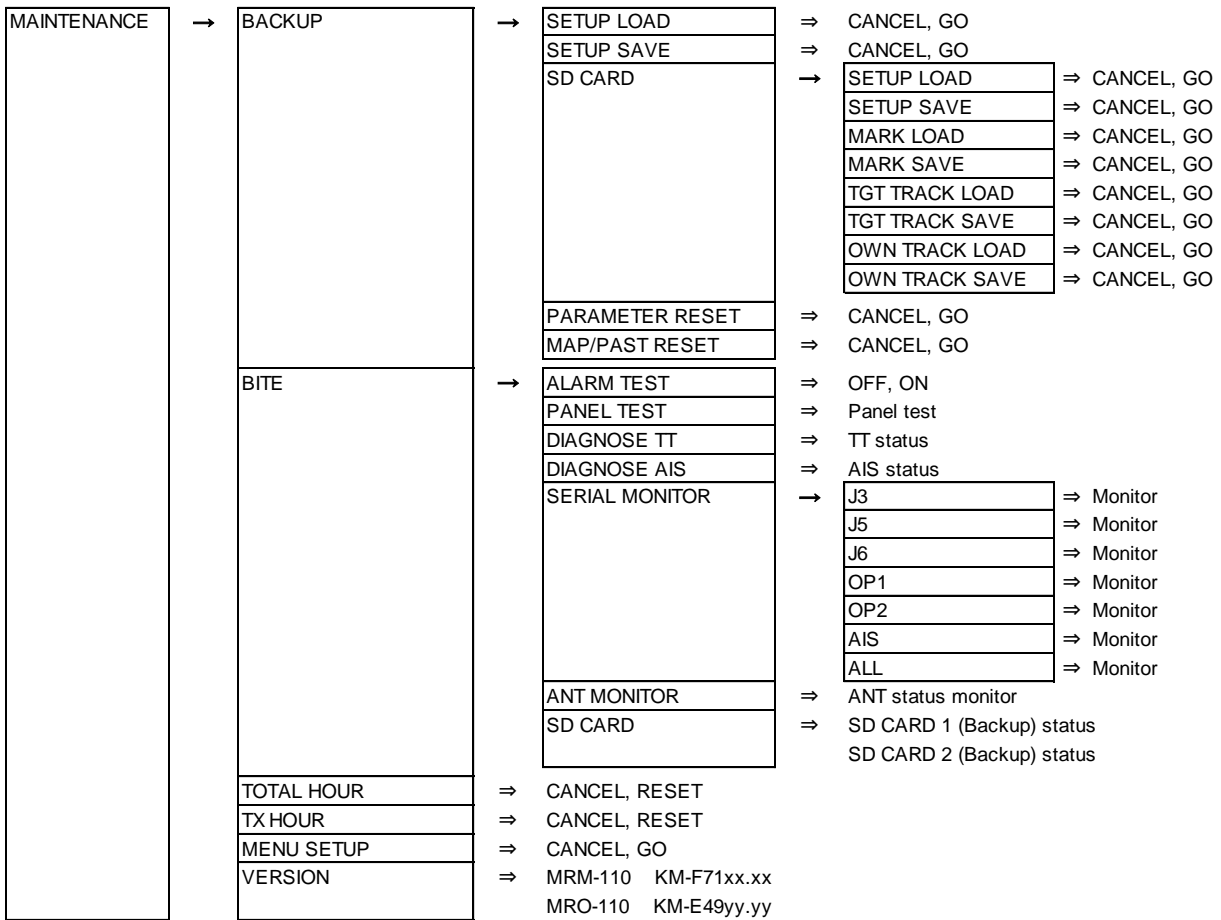 MAINTENANCE → BACKUP → SETUP LOAD ⇒ CANCEL, GO
SETUP SAVE ⇒ CANCEL, GO
SD CARD → SETUP LOAD ⇒ CANCEL, GO
SETUP SAVE ⇒ CANCEL, GO
MARK LOAD ⇒ CANCEL, GO
MARK SAVE ⇒ CANCEL, GO
TGT TRACK LOAD ⇒ CANCEL, GO
TGT TRACK SAVE ⇒ CANCEL, GO
OWN TRACK LOAD ⇒ CANCEL, GO
OWN TRACK SAVE ⇒ CANCEL, GO
PARAMETER RESET ⇒ CANCEL, GO
MAP/PAST RESET ⇒ CANCEL, GO
BITE → ALARM TEST ⇒ OFF, ON
PANEL TEST ⇒ Panel test
DIAGNOSE TT ⇒ TT status
DIAGNOSE AIS ⇒ AIS status
SERIAL MONITOR → J3 ⇒ Monitor
J5 ⇒ Monitor
J6 ⇒ Monitor
OP1 ⇒ Monitor
OP2 ⇒ Monitor
AIS ⇒ Monitor
ALL ⇒ Monitor
ANT MONITOR ⇒ ANT status monitor
SD CARD ⇒ SD CARD 1 (Backup) status
SD CARD 2 (Backup) status
TOTAL HOUR ⇒ CANCEL, RESET
TX HOUR ⇒ CANCEL, RESET
MENU SETUP ⇒ CANCEL, GO
VERSION ⇒ MRM-110 KM-F71xx.xx
MRO-110 KM-E49yy.yy